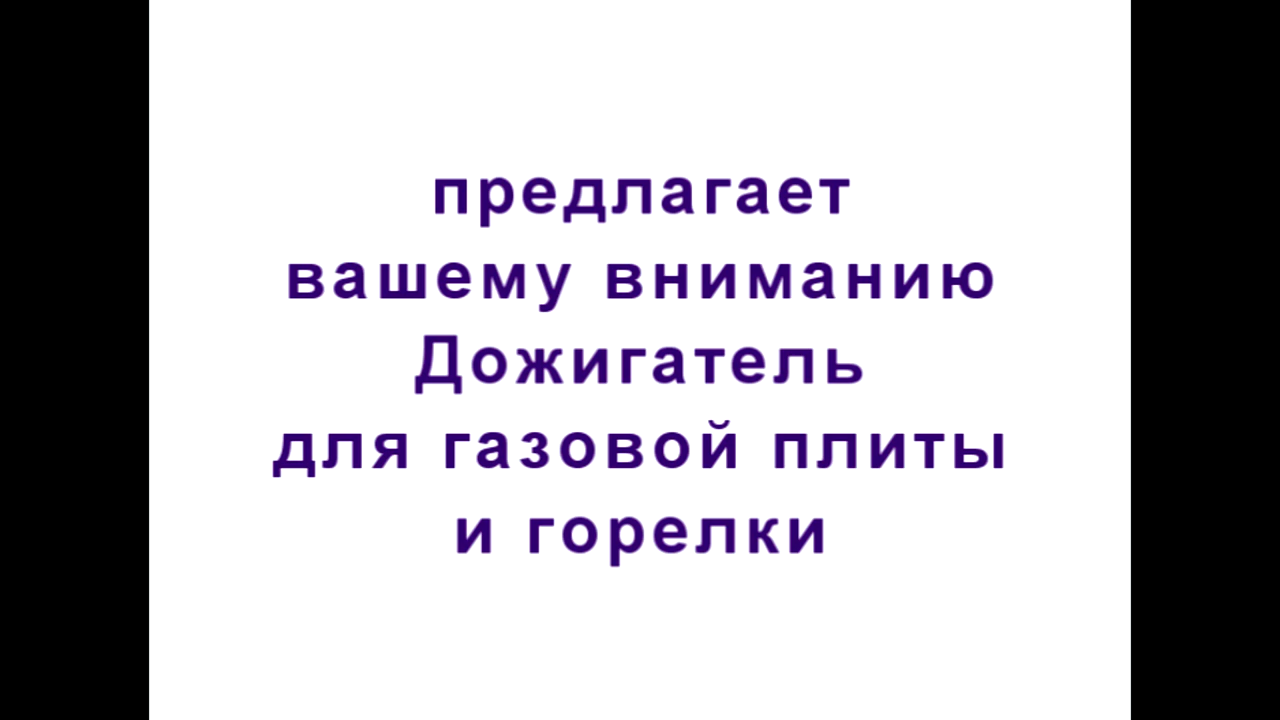 предлагает
вашему вниманию
Дожигатель
для газовой плиты
и горелки